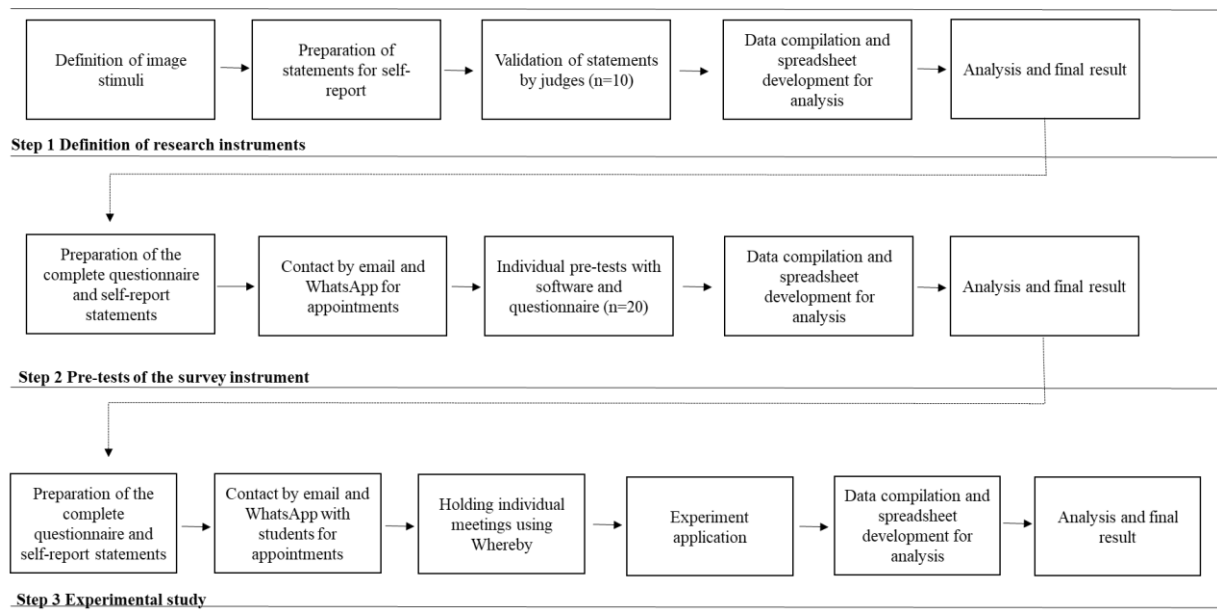 Definition of image
stimuli
Preparation of
statements for self-
report
Validation of statements
by judges (n=10)
Data compilation and
spreadsheet
development for
analysis
Analysis and final result
Step 1 Definition of research instruments
Preparation of the
complete questionnaire
and self-report
statements
Contact by email and
WhatsApp for
appointments
Individual pre-tests with
software and
questionnaire (n=20)
Data compilation and
spreadsheet
development for
analysis
Analysis and final result
Step 2 Pre-tests of the survey instrument
Preparation of the
complete
questionnaire and
self-report statements
Contact by email and
WhatsApp with
students for
appointments
Holding individual
meetings using
Whereby
Experiment
application
Data compilation and
spreadsheet
development for
analysis
Analysis and final
result
Step 3 Experimental study